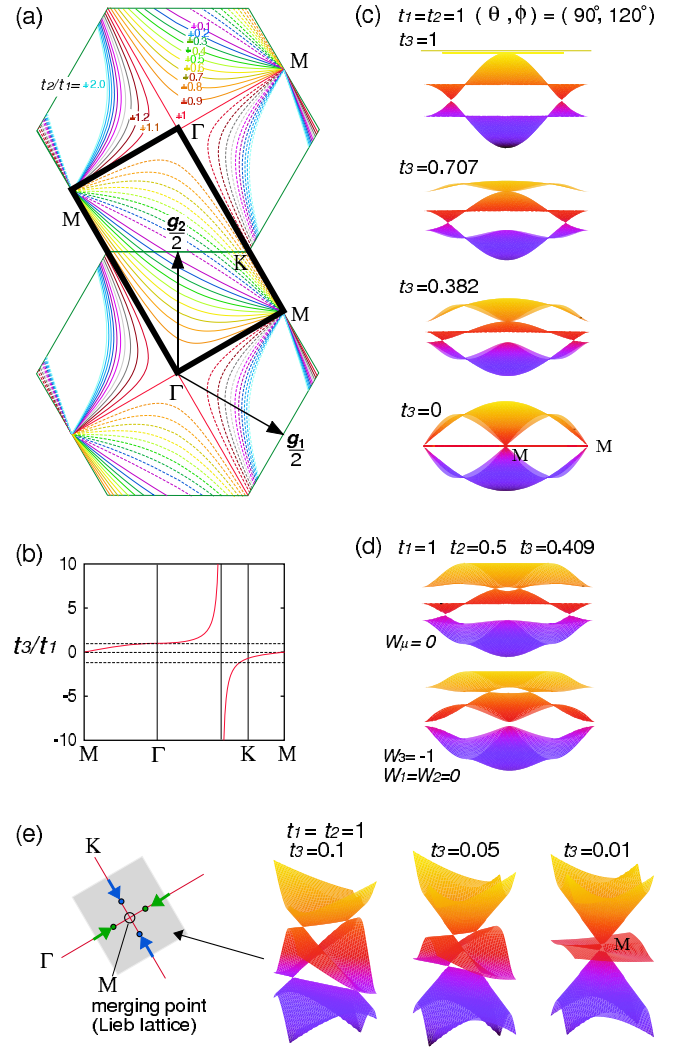 (a)
t2/t1= +2.0
+0.1
+0.2
+0.3
+0.4
+0.5
+0.6
+0.7
+0.8
+0.9
+1
+1.2
+1.1
M
Γ
M
g2
2
K
M
Γ
g1
2
(b)
10
5
0
-5
-10
t3/t1
M Γ K M
(c) t1=t2=1 (θ,ϕ) = (90°, 120°)
t3=1
t3=0.707
t3=0.382
t3=0
M
M
(d) t1=1 t2=0.5 t3=0.409
Wμ= 0
W3= -1
W1=W2=0
(e)
K
Γ
M
merging point
(Lieb lattice)
t1= t2=1
t3=0.1
t3=0.05
t3=0.01
M